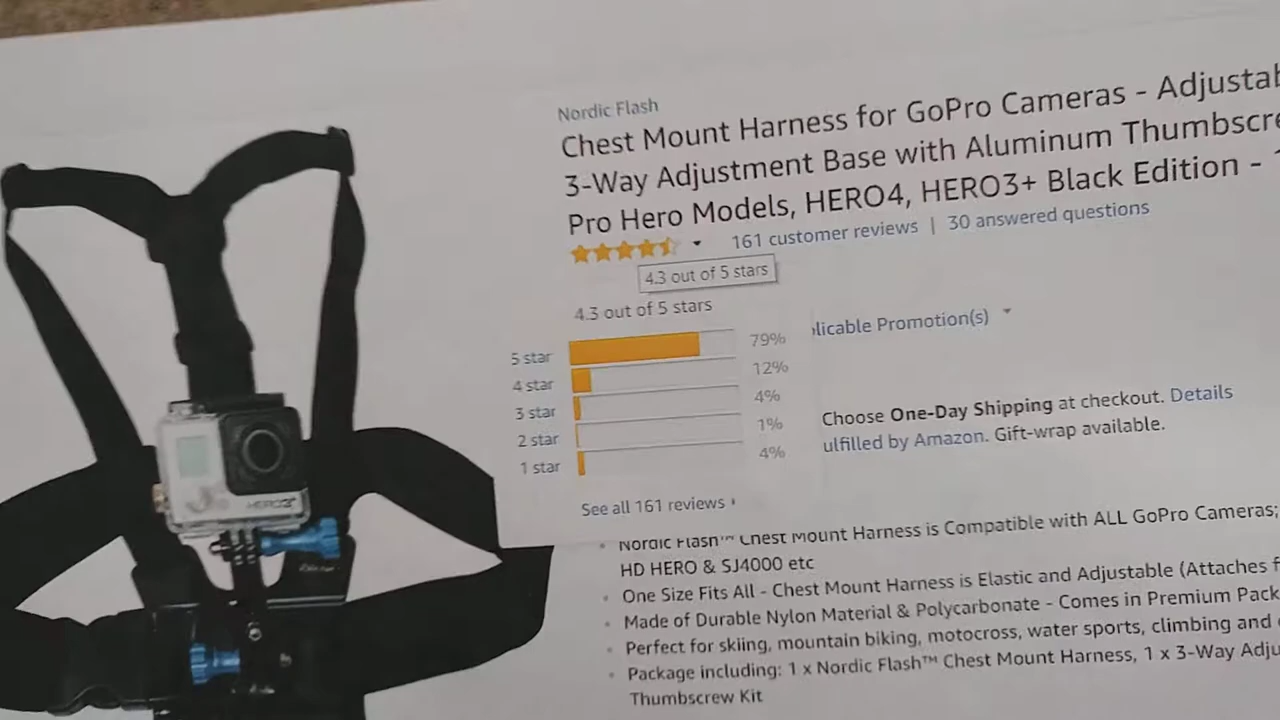 Nordic Flash
Chest Mount Harness for GoPro Cameras - Adjustab
3-Way Adjustment Base with Aluminum Thumbscre
Pro Hero Models, HERO4, HERO3+ Black Edition -
161 customer reviews | 30 answered questions
4.3 out of 5 stars
4.3 out of 5 stars
licable Promotion(s)
5 star 79%
4 star 12%
3 star 4%
2 star 1%
1 star 4%
Choose One-Day Shipping at checkout. Details
ulfilled by Amazon. Gift-wrap available.
See all 161 reviews
HERO3+
Nordic Flash™ Chest Mount Harness is Compatible with ALL GoPro Cameras;
HD HERO & SJ4000 etc
One Size Fits All - Chest Mount Harness is Elastic and Adjustable (Attaches f
Made of Durable Nylon Material & Polycarbonate - Comes in Premium Pack
Perfect for skiing, mountain biking, motocross, water sports, climbing and
Package including: 1 x Nordic Flash™ Chest Mount Harness, 1 x 3-Way Adju
Thumbscrew Kit